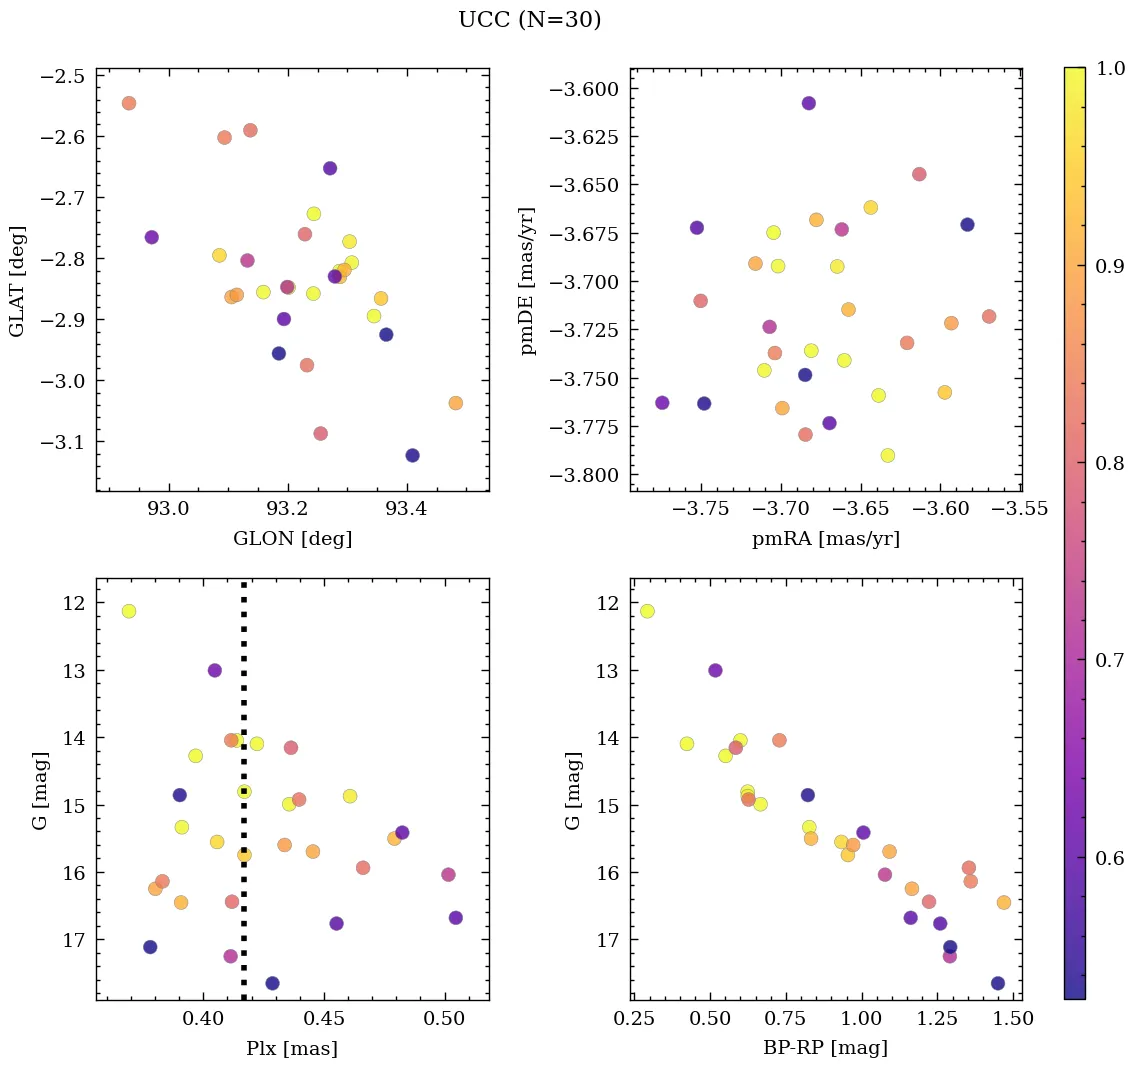 UCC (N=30)
−2.5
−2.6
−2.7
−2.8
−2.9
−3.0
−3.1
GLAT [deg]
93.0 93.2 93.4
GLON [deg]
−3.600
−3.625
−3.650
−3.675
−3.700
−3.725
−3.750
−3.775
−3.800
pmDE [mas/yr]
−3.75 −3.70 −3.65 −3.60 −3.55
pmRA [mas/yr]
12
13
14
15
16
17
G [mag]
0.40 0.45 0.50
Plx [mas]
12
13
14
15
16
17
G [mag]
0.25 0.50 0.75 1.00 1.25 1.50
BP-RP [mag]
1.0
0.9
0.8
0.7
0.6